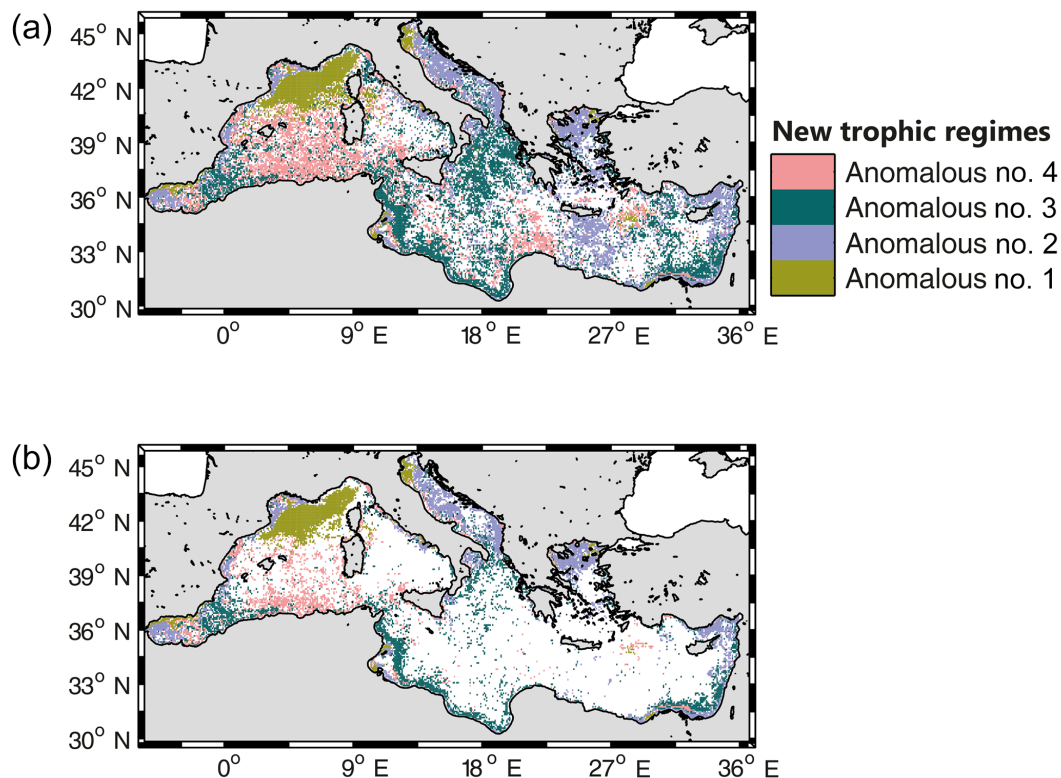 (a)
45° N
42° N
39° N
36° N
33° N
30° N
0°
9° E
18° E
27° E
36° E
New trophic regimes
Anomalous no. 4
Anomalous no. 3
Anomalous no. 2
Anomalous no. 1
(b)
45° N
42° N
39° N
36° N
33° N
30° N
0°
9° E
18° E
27° E
36° E